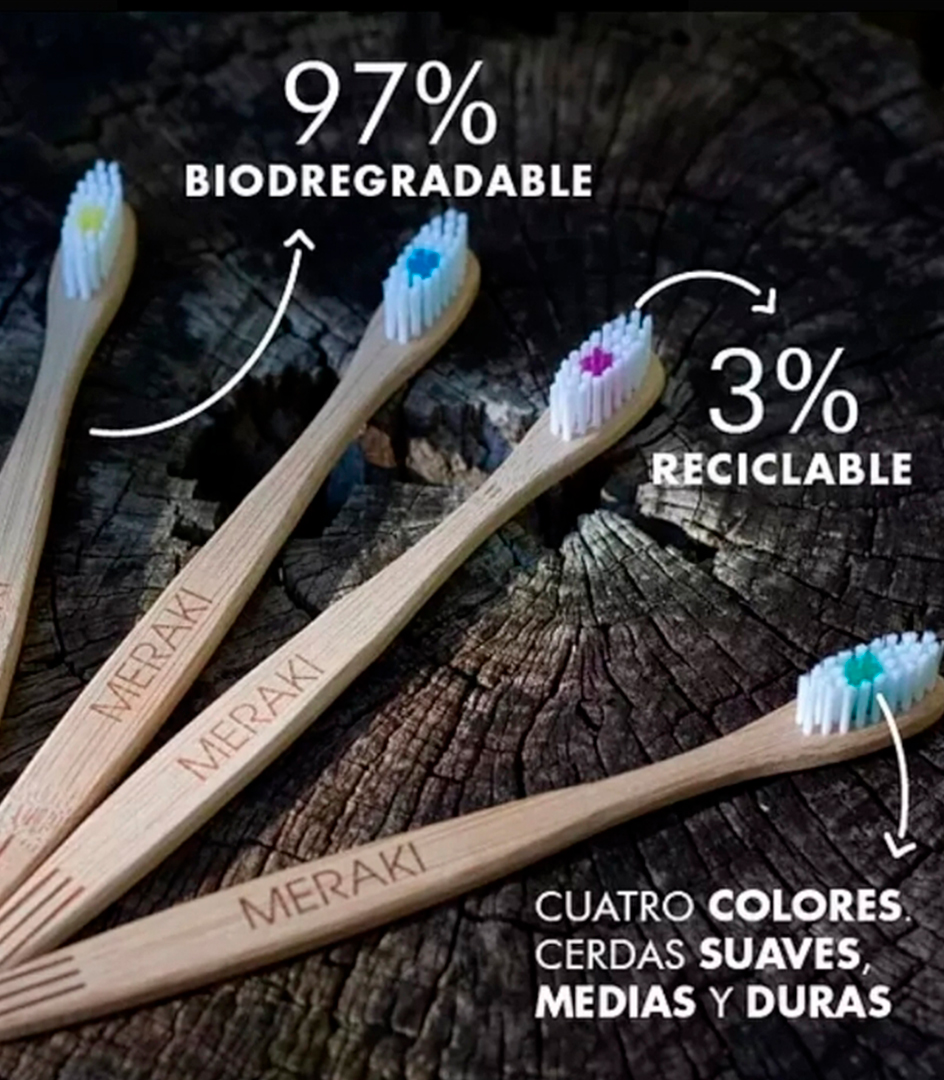 97%
BIODREGRADABLE
3%
RECICLABLE
MERAKI
MERAKI
MERAKI
CUATRO COLORES.
CERDAS SUAVES,
MEDIAS Y DURAS